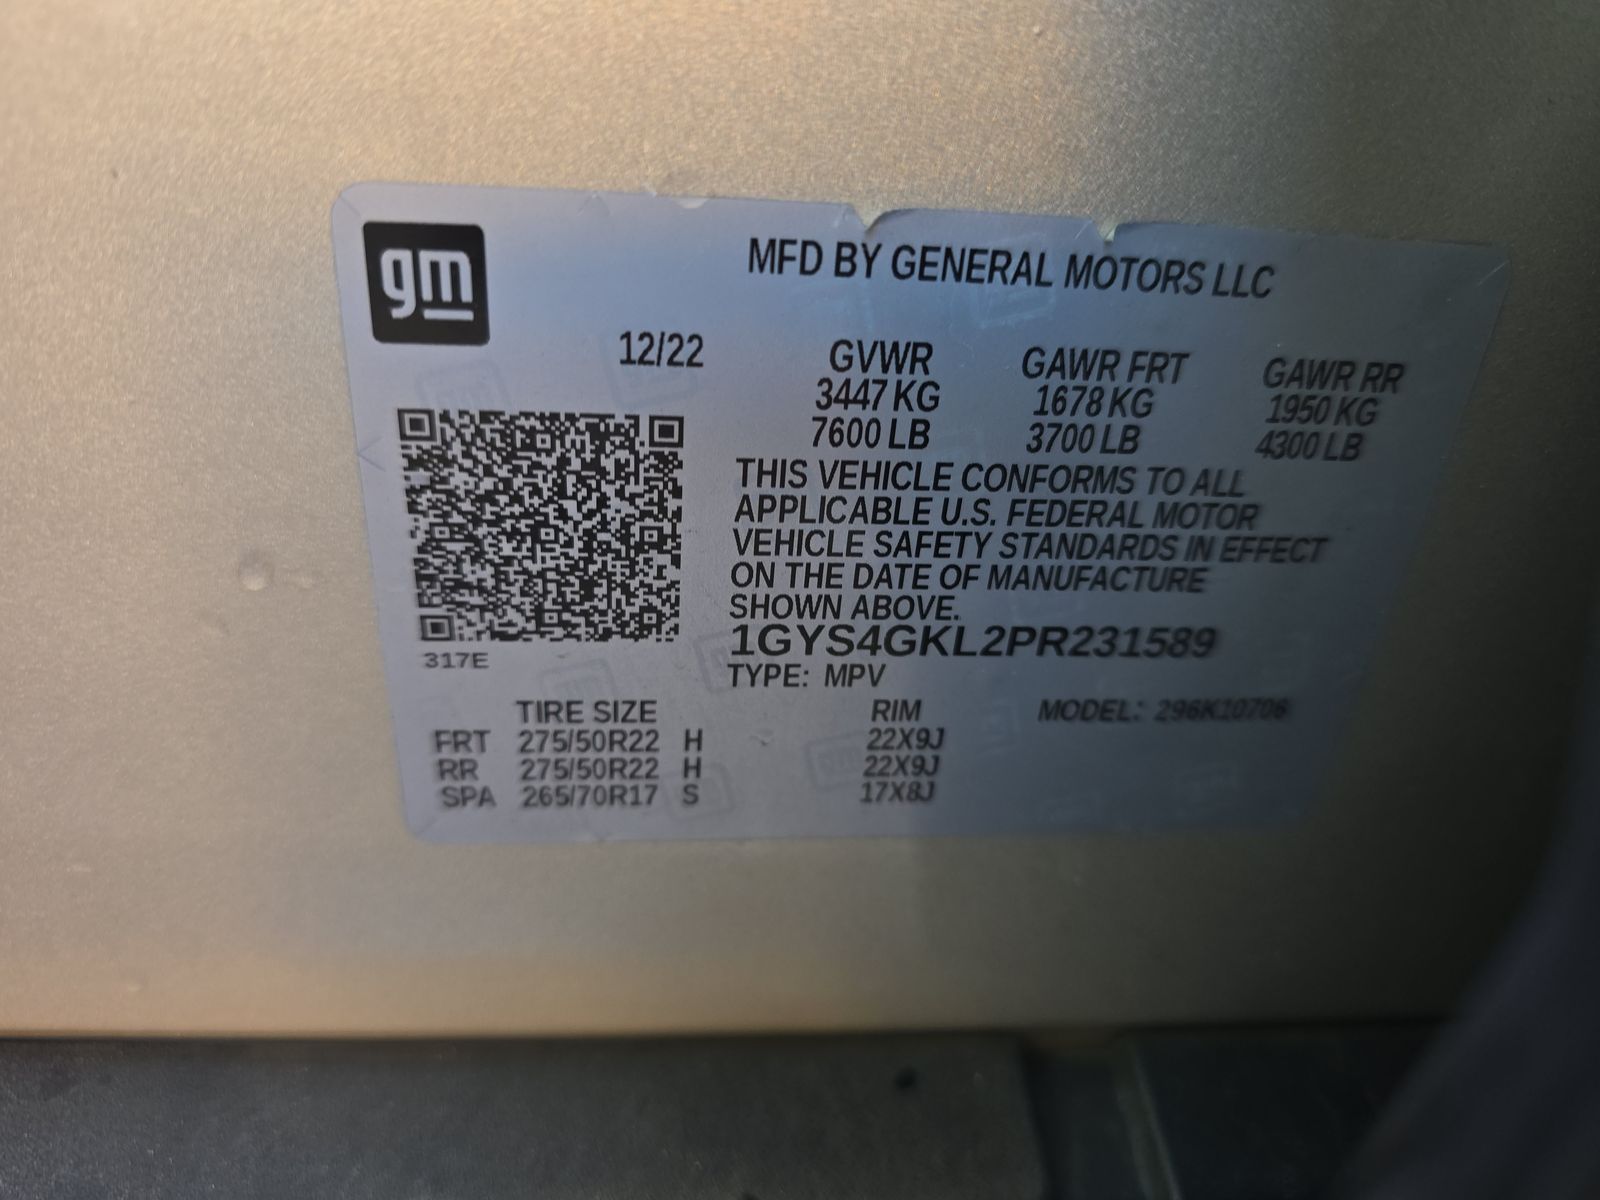 gm
MFD BY GENERAL MOTORS LLC
12/22
GVWR GAWR FRT GAWR RR
3447 KG 1678 KG 1950 KG
7600 LB 3700 LB 4300 LB
THIS VEHICLE CONFORMS TO ALL
APPLICABLE U.S. FEDERAL MOTOR
VEHICLE SAFETY STANDARDS IN EFFECT
ON THE DATE OF MANUFACTURE
SHOWN ABOVE.
1GYS4GKL2PR231589
317E
TYPE: MPV
TIRE SIZE RIM MODEL: 296K10706
FRT 275/50R22 H 22X9J
RR 275/50R22 H 22X9J
SPA 265/70R17 S 17X8J